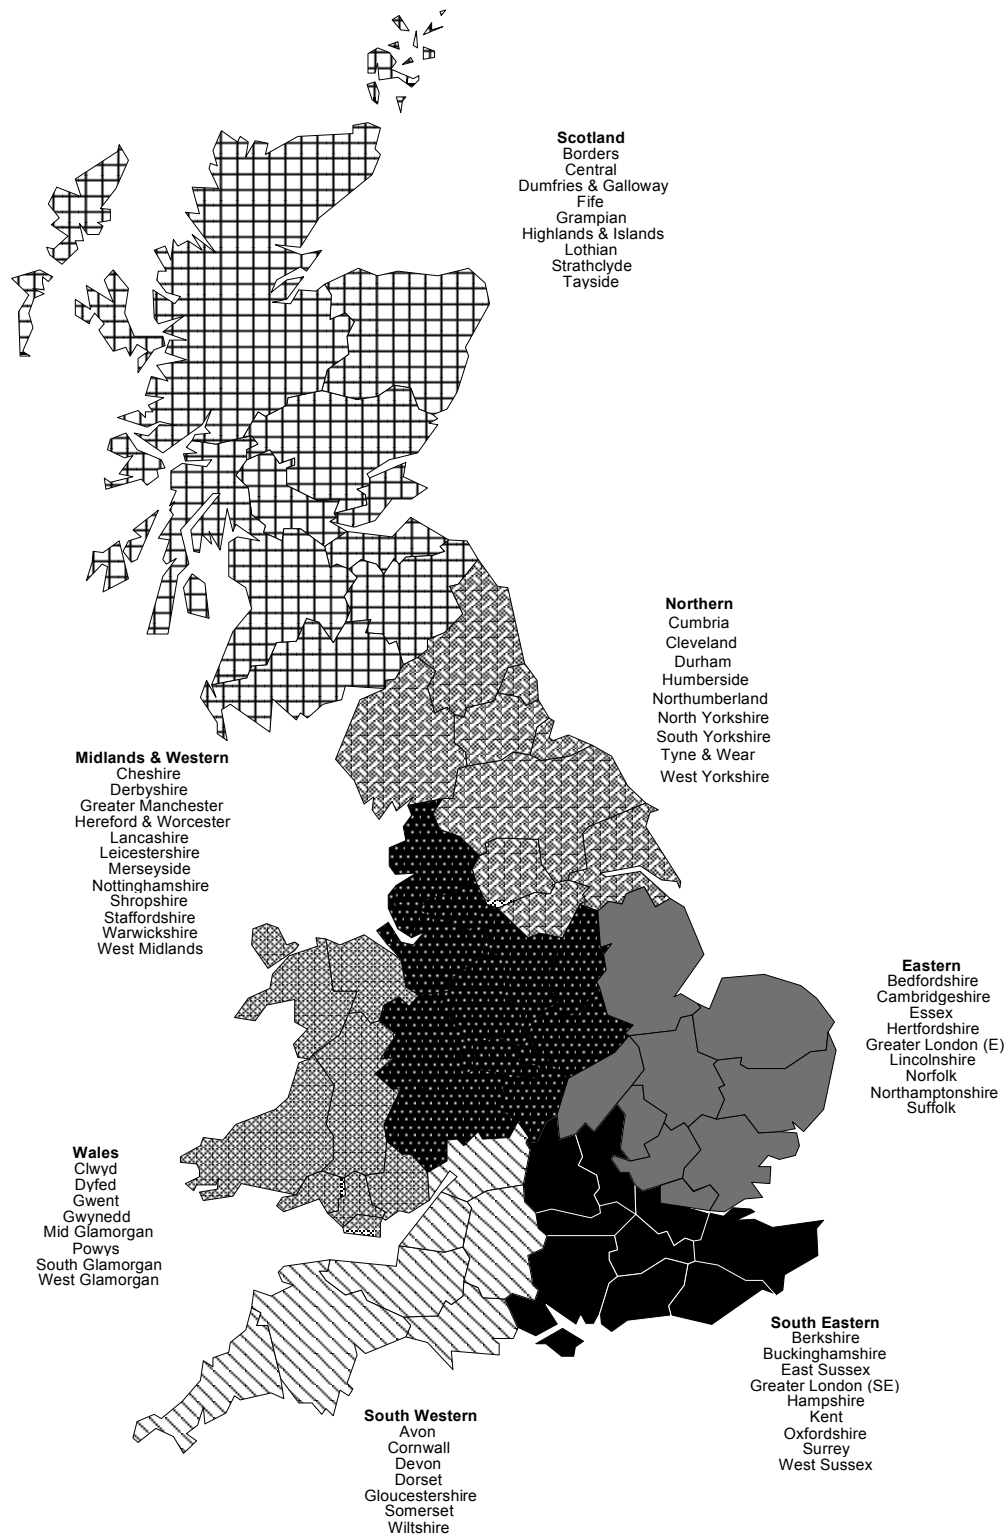 Scotland
Borders
Central
Dumfries & Galloway
Fife
Grampian
Highlands & Islands
Lothian
Strathclyde
Tayside
Northern
Cumbria
Cleveland
Durham
Humberside
Northumberland
North Yorkshire
South Yorkshire
Tyne & Wear
West Yorkshire
Midlands & Western
Cheshire
Derbyshire
Greater Manchester
Hereford & Worcester
Lancashire
Leicestershire
Merseyside
Nottinghamshire
Shropshire
Staffordshire
Warwickshire
West Midlands
Eastern
Bedfordshire
Cambridgeshire
Essex
Hertfordshire
Greater London (E)
Lincolnshire
Norfolk
Northamptonshire
Suffolk
Wales
Clwyd
Dyfed
Gwent
Gwynedd
Mid Glamorgan
Powys
South Glamorgan
West Glamorgan
South Eastern
Berkshire
Buckinghamshire
East Sussex
Greater London (SE)
Hampshire
Kent
Oxfordshire
Surrey
West Sussex
South Western
Avon
Cornwall
Devon
Dorset
Gloucestershire
Somerset
Wiltshire